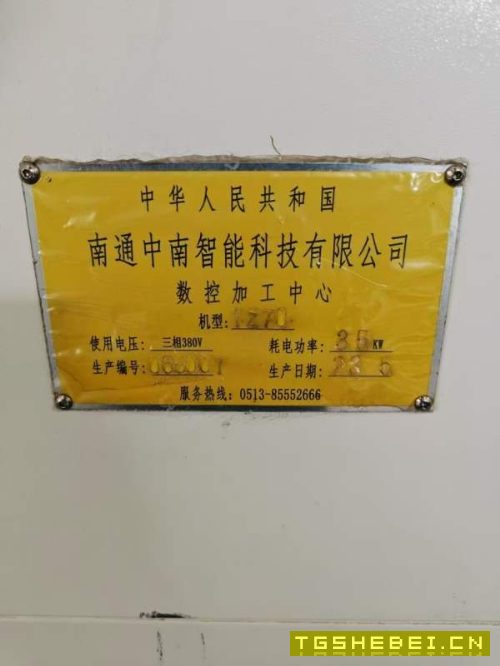 中华人民共和国
南通中南智能科技有限公司
数控加工中心
机型:
使用电压: 三相380V 耗电功率: 35 KW
生产编号: 生产日期:
服务热线: 0513-85552666
TGSHEBEI.CN